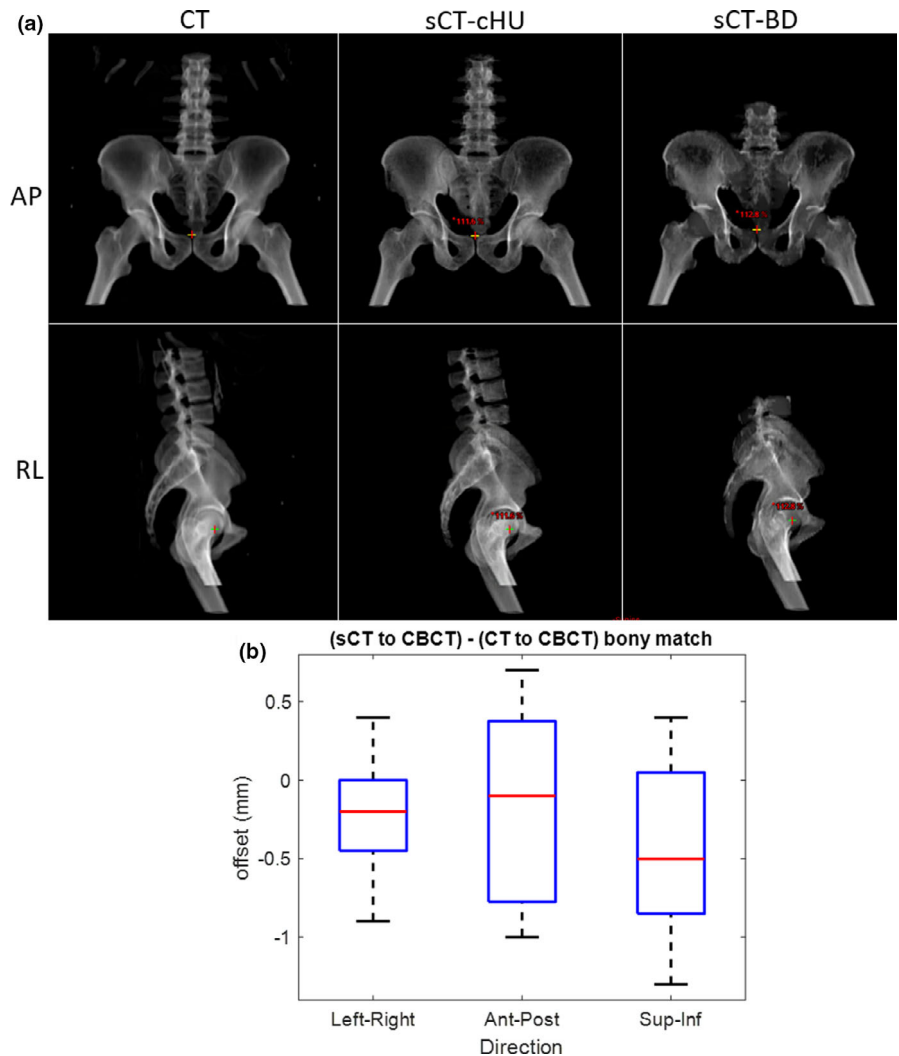 (a)
CT
sCT-cHU
sCT-BD
AP
RL
(b)
(sCT to CBCT) - (CT to CBCT) bony match
offset (mm)
0.5
0
-0.5
-1
Left-Right
Ant-Post
Sup-Inf
Direction